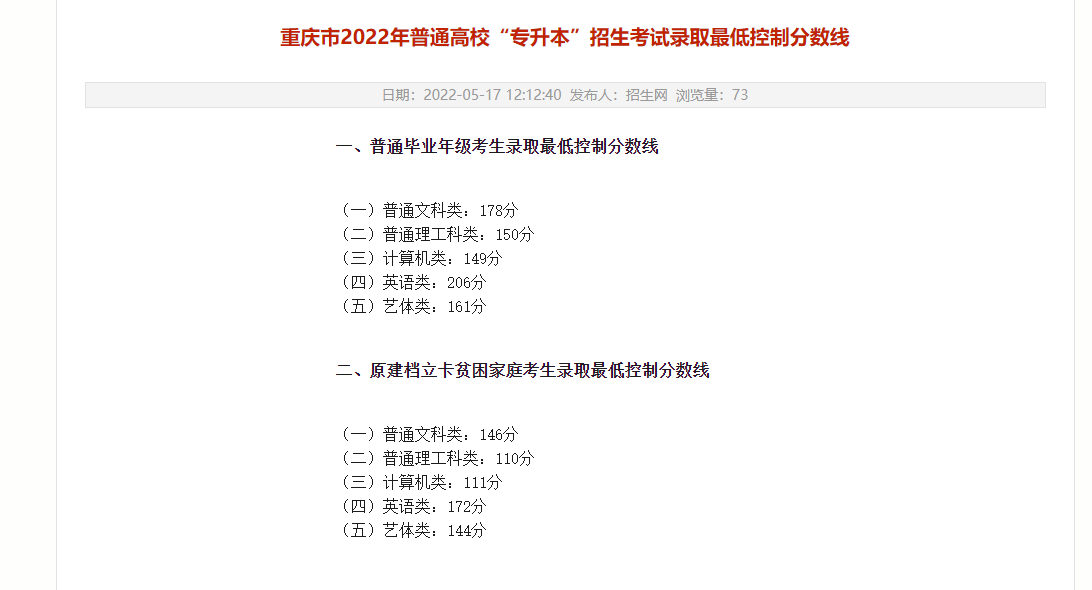 重庆市2022年普通高校“专升本”招生考试录取最低控制分数线
日期：2022-05-17 12:12:40 发布人：招生网 浏览量：73
一、普通毕业年级考生录取最低控制分数线
（一）普通文科类：178分
（二）普通理工科类：150分
（三）计算机类：149分
（四）英语类：206分
（五）艺体类：161分
二、原建档立卡贫困家庭考生录取最低控制分数线
（一）普通文科类：146分
（二）普通理工科类：110分
（三）计算机类：111分
（四）英语类：172分
（五）艺体类：144分